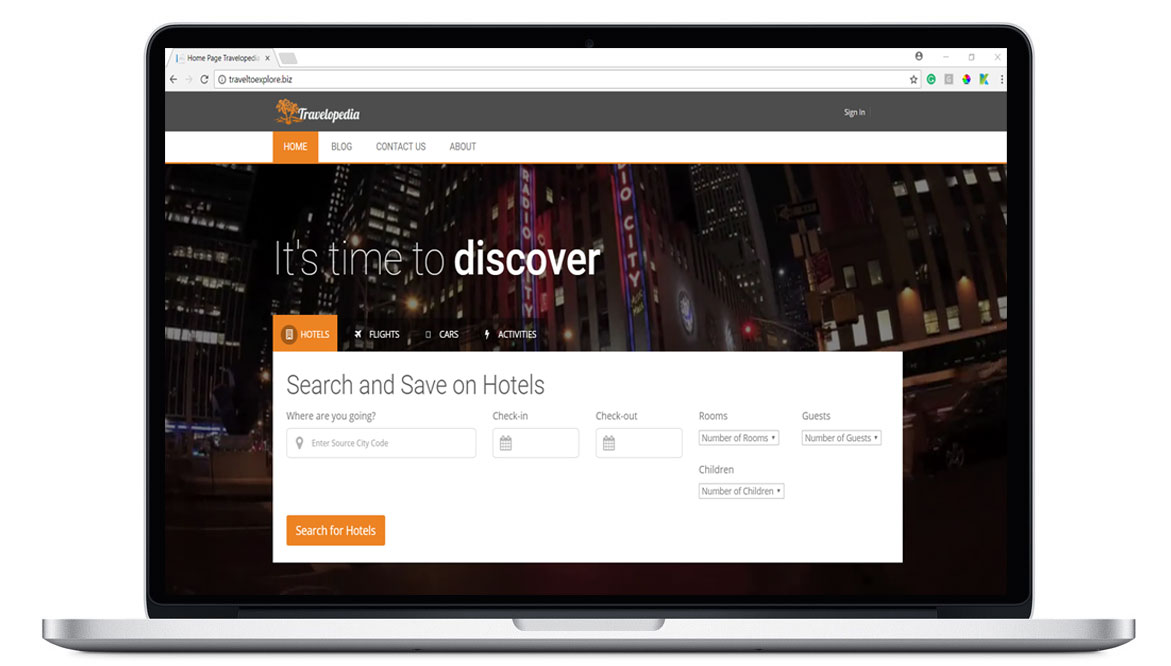 Home Page Travelopedia
traveltoexplore.biz
Travelopedia
Sign In
HOME BLOG CONTACT US ABOUT
RADIO CITY
DIO CITY
It's time to discover
HOTELS FLIGHTS CARS ACTIVITIES
Search and Save on Hotels
Where are you going? Check-in Check-out Rooms Guests
Enter Source City Code Number of Rooms Number of Guests
Children
Number of Children
Search for Hotels